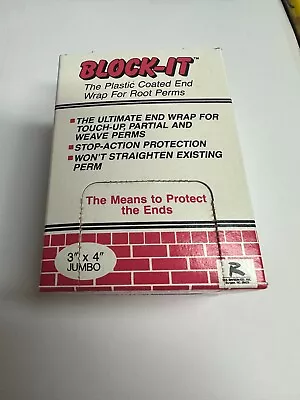 BLOCK-IT™
The Plastic Coated End
Wrap For Root Perms
THE ULTIMATE END WRAP FOR
TOUCH-UP, PARTIAL AND
WEAVE PERMS
STOP-ACTION PROTECTION
WON'T STRAIGHTEN EXISTING
PERM
The Means to Protect
the Ends
3" x 4"
JUMBO
R